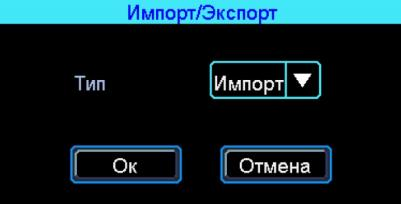 Импорт/Экспорт
Тип Импорт
Ок Отмена